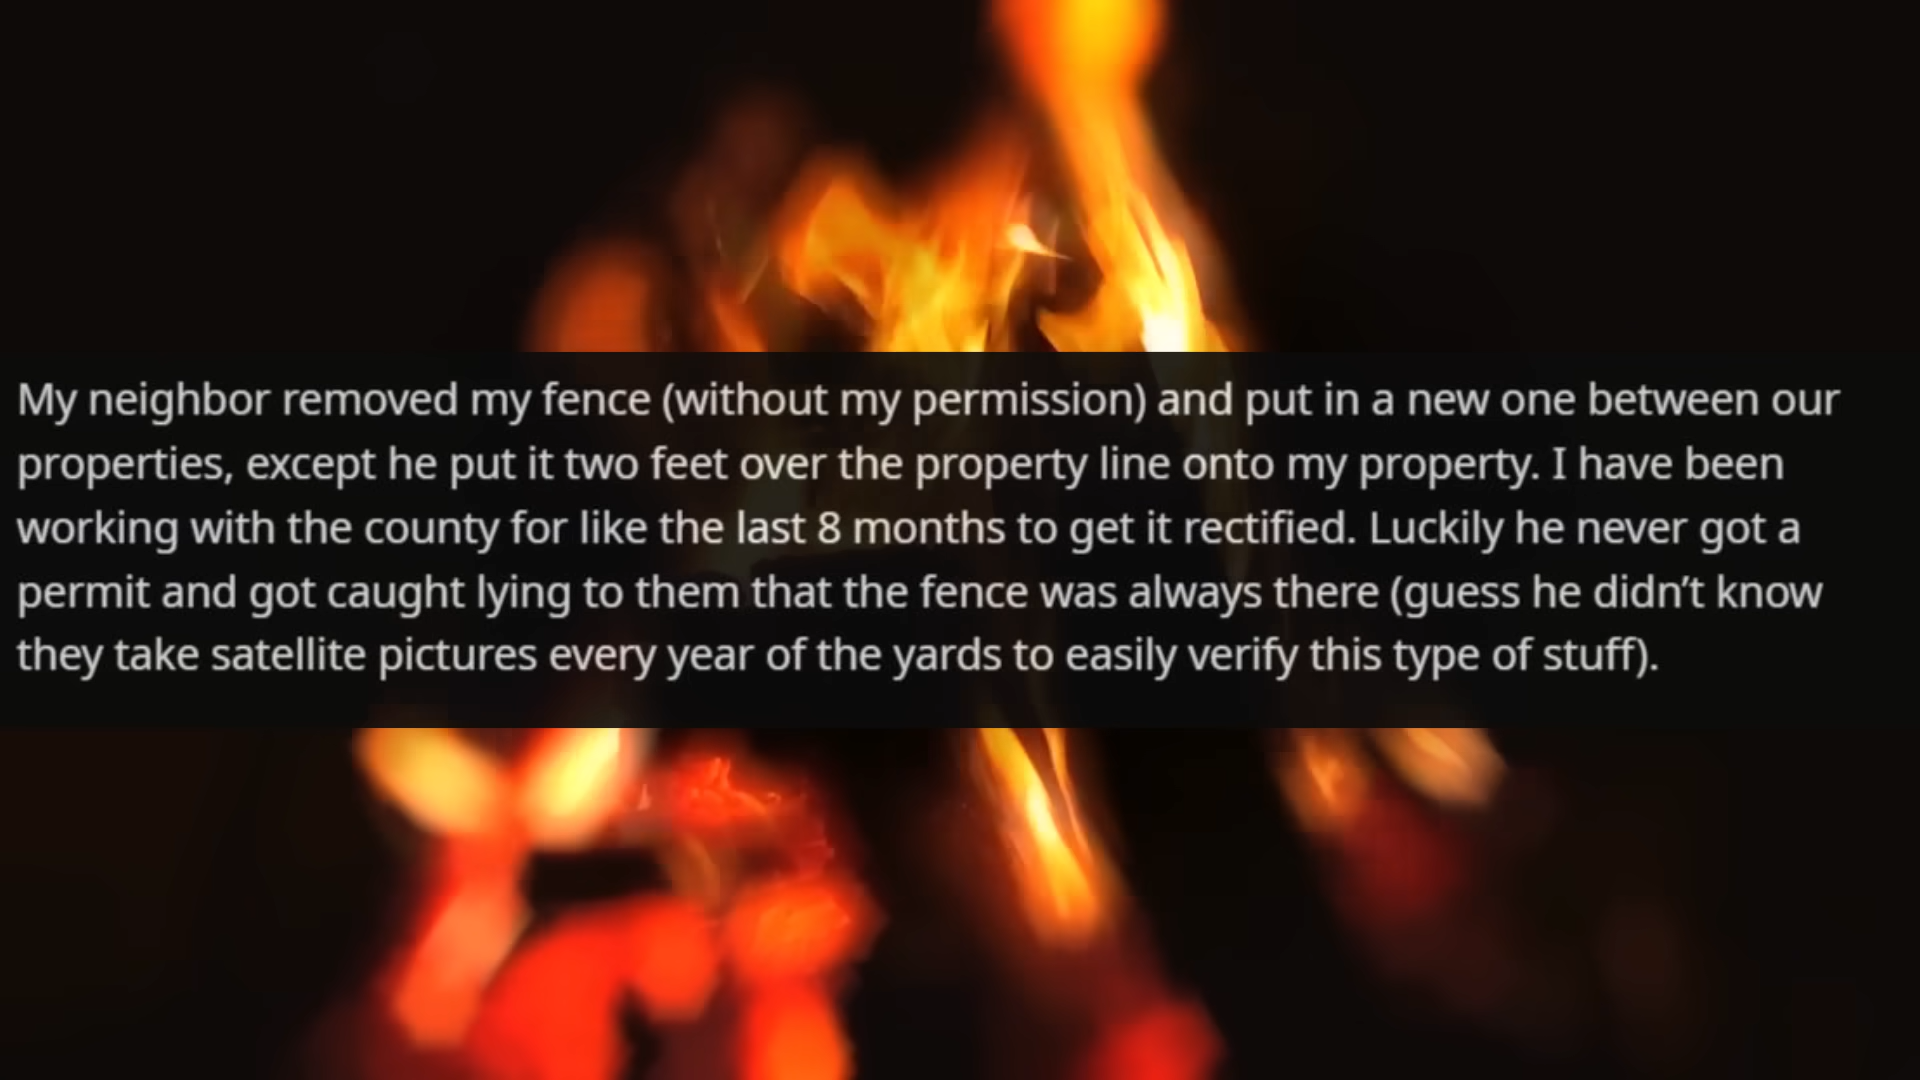 My neighbor removed my fence (without my permission) and put in a new one between our
properties, except he put it two feet over the property line onto my property. I have been
working with the county for like the last 8 months to get it rectified. Luckily he never got a
permit and got caught lying to them that the fence was always there (guess he didn’t know
they take satellite pictures every year of the yards to easily verify this type of stuff).